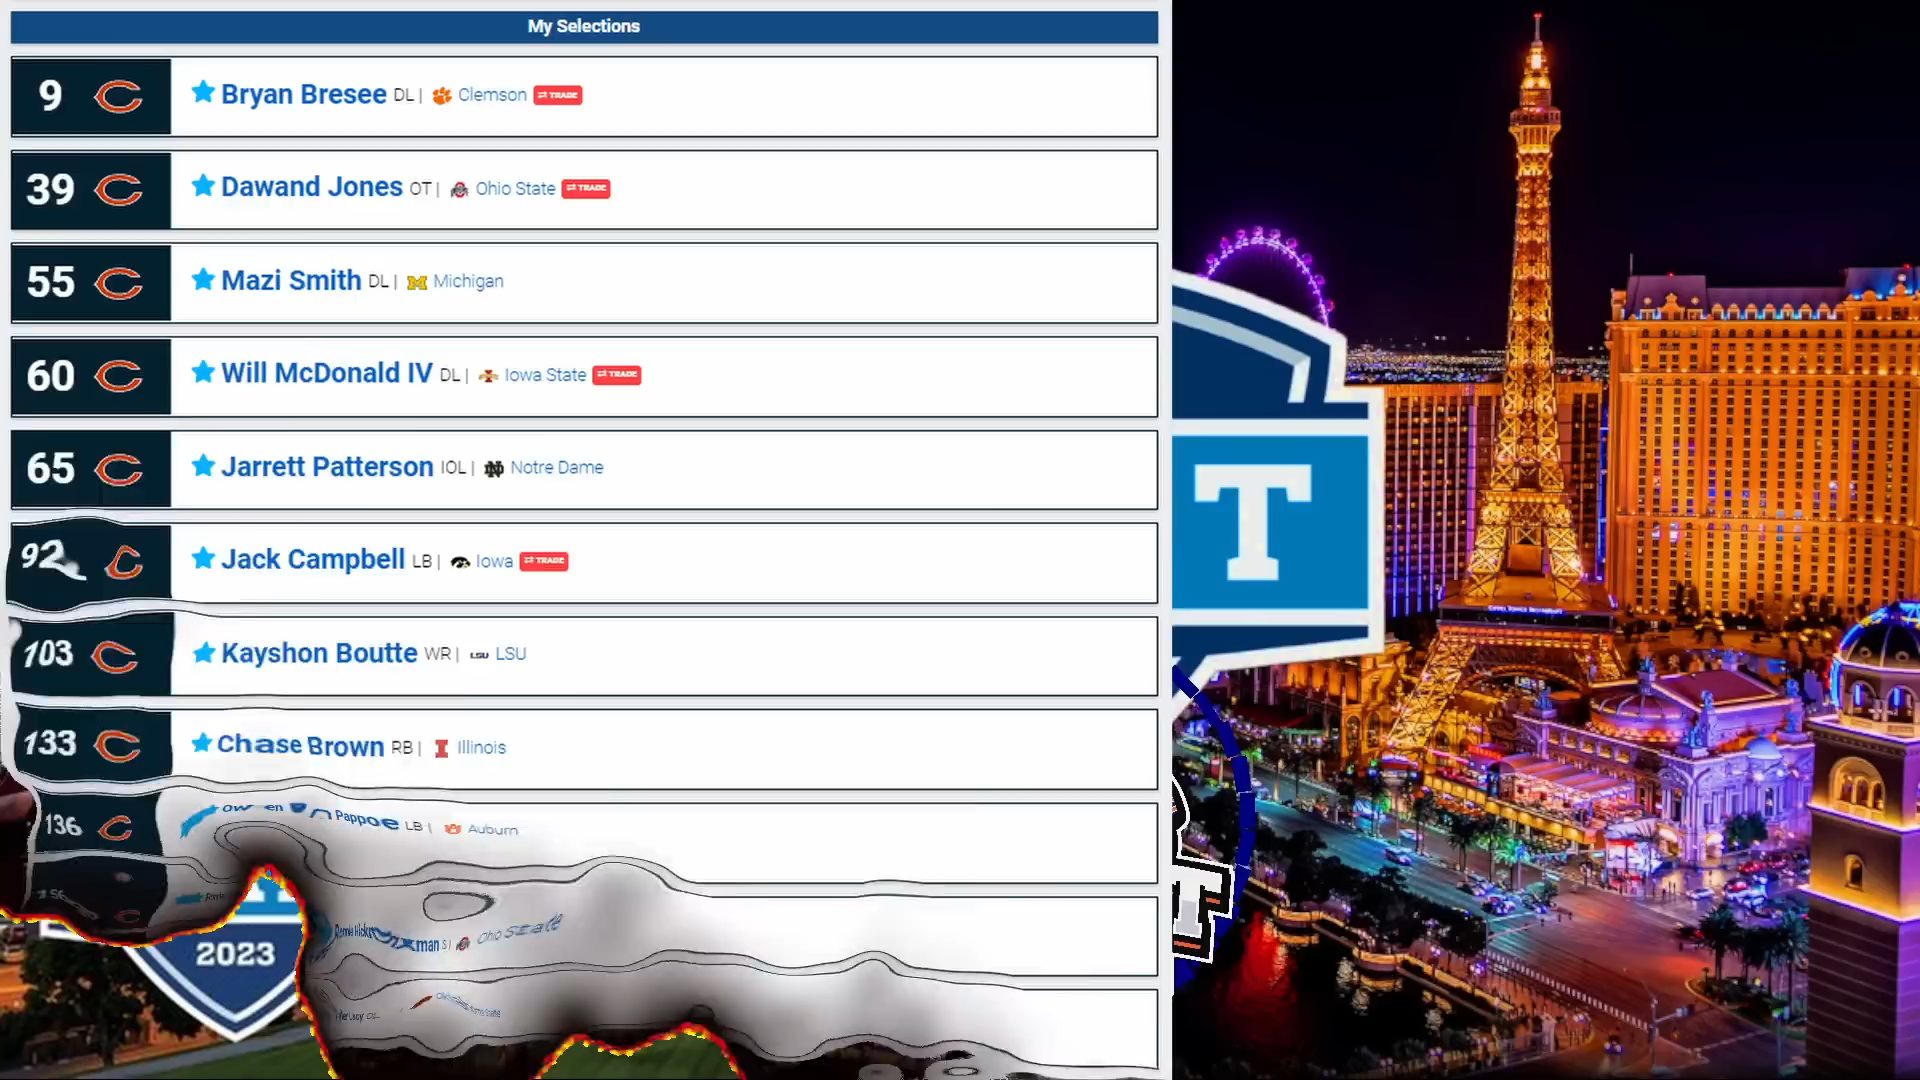 My Selections
9 Bryan Bresee DL | Clemson TRADE
39 Dawand Jones OT | Ohio State TRADE
55 Mazi Smith DL | Michigan
60 Will McDonald IV DL | Iowa State TRADE
65 Jarrett Patterson IOL | Notre Dame
92 Jack Campbell LB | Iowa TRADE
103 Kayshon Boutte WR | LSU LSU
133 Chase Brown RB | Illinois
136 Pappoe LB | Auburn
man S | Ohio State
2023
T
T